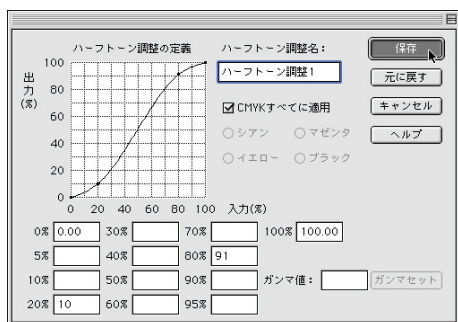 ハーフトーン調整の定義
ハーフトーン調整名：
ハーフトーン調整1
保存
元に戻す
キャンセル
ヘルプ
出力(%)
100
80
60
40
20
0
0 20 40 60 80 100 入力(%)
CMYKすべてに適用
シアン マゼンタ
イエロー ブラック
0% 0.00 30% 70% 100% 100.00
5% 40% 80% 91
10% 50% 90% ガンマ値： ガンマセット
20% 10 60% 95%